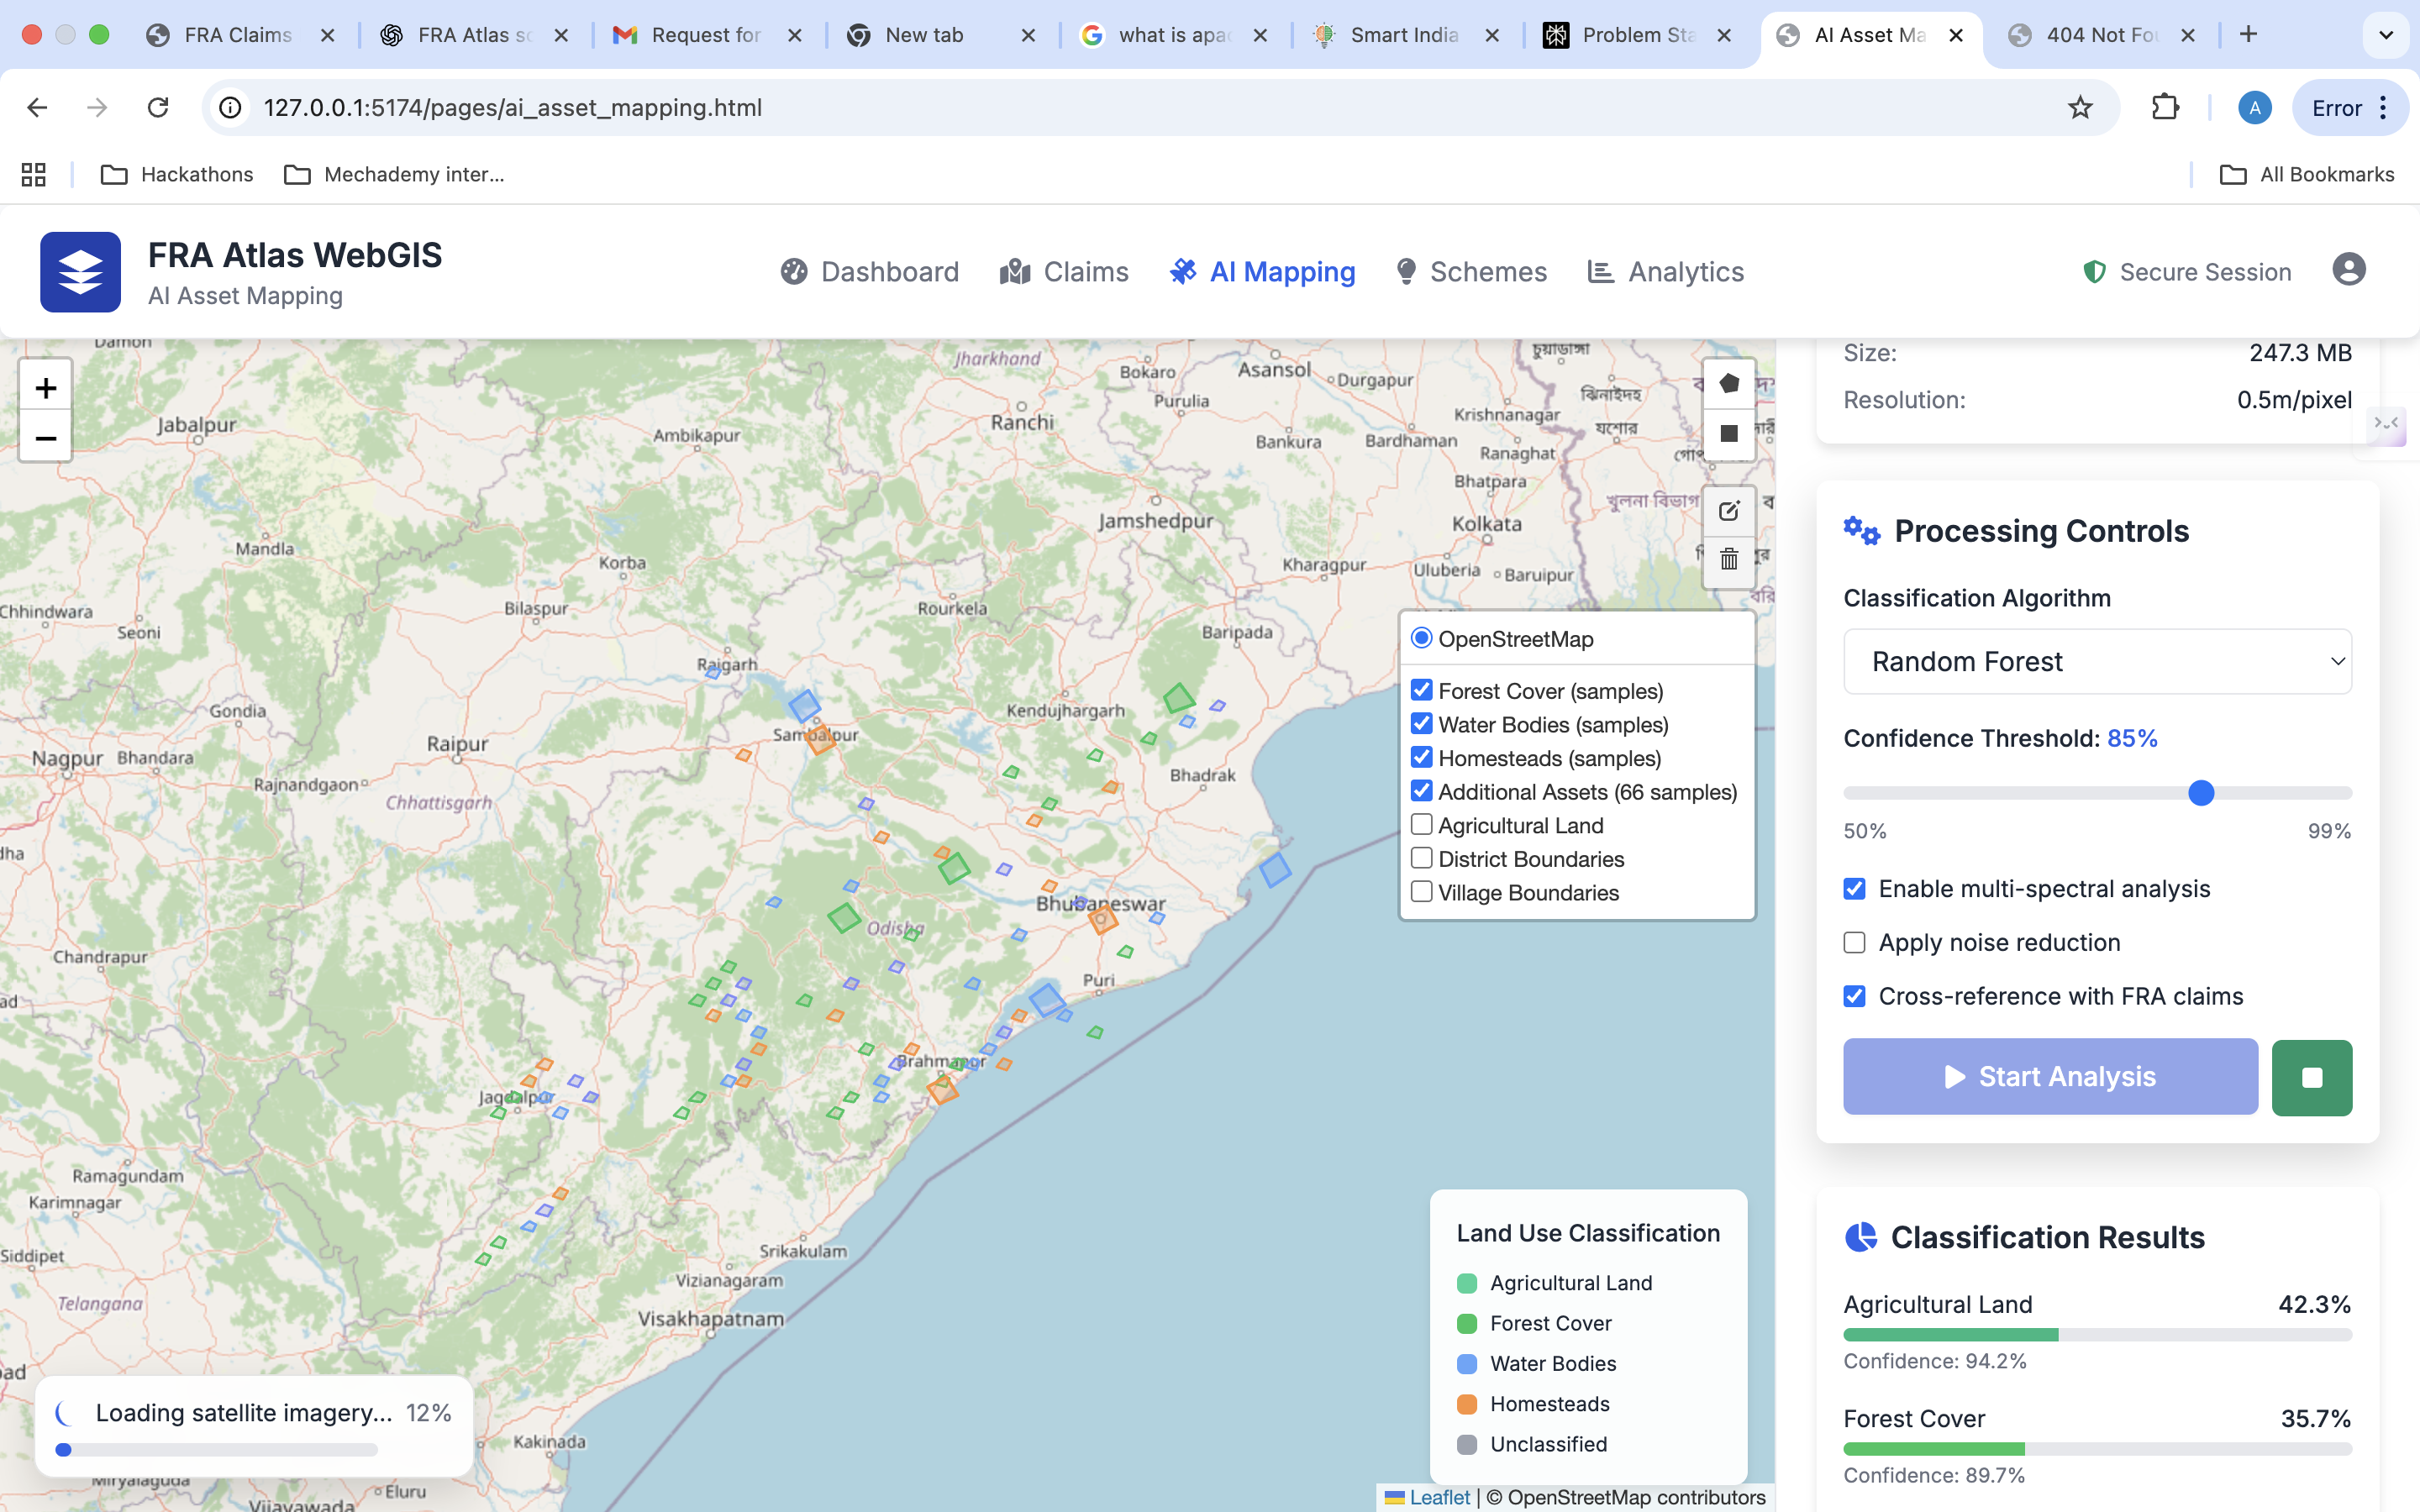 FRA Claims
FRA Atlas sc
Request for
New tab
what is apac
Smart India
Problem Sta
AI Asset Ma
404 Not Fou
127.0.0.1:5174/pages/ai_asset_mapping.html
A
Error
Hackathons
Mechademy inter...
All Bookmarks
FRA Atlas WebGIS
AI Asset Mapping
Dashboard
Claims
AI Mapping
Schemes
Analytics
Secure Session
+
−
Damoh
Jharkhand
Bokaro
Asansol
Durgapur
চুয়াডাঙ্গা
ঝিনাইদহ
Jabalpur
Ranchi
Purulia
Krishnanagar
Ambikapur
Bankura
Bardhaman
যশোর
Ranaghat
Bhatpara
খুলনা বিভাগ
Jamshedpur
Kolkata
Mandla
Korba
Kharagpur
Uluberia
Baruipur
Chhindwara
Seoni
Bilaspur
Rourkela
Baripada
Raigarh
Gondia
Kendujhargarh
Sambalpur
Raipur
Nagpur
Bhandara
Rajnandgaon
Bhadrak
Chhattisgarh
dha
Bhubaneswar
Odisha
Chandrapur
Puri
ad
Brahmapur
Jagdalpur
Ramagundam
Karimnagar
Siddipet
Srikakulam
Vizianagaram
Telangana
Visakhapatnam
Kakinada
Miryalaguda
Eluru
Vijayawada
OpenStreetMap
Forest Cover (samples)
Water Bodies (samples)
Homesteads (samples)
Additional Assets (66 samples)
Agricultural Land
District Boundaries
Village Boundaries
Land Use Classification
Agricultural Land
Forest Cover
Water Bodies
Homesteads
Unclassified
Loading satellite imagery... 12%
Leaflet | © OpenStreetMap contributors
Size: 247.3 MB
Resolution: 0.5m/pixel
Processing Controls
Classification Algorithm
Random Forest
Confidence Threshold: 85%
50% 99%
Enable multi-spectral analysis
Apply noise reduction
Cross-reference with FRA claims
Start Analysis
Classification Results
Agricultural Land 42.3%
Confidence: 94.2%
Forest Cover 35.7%
Confidence: 89.7%